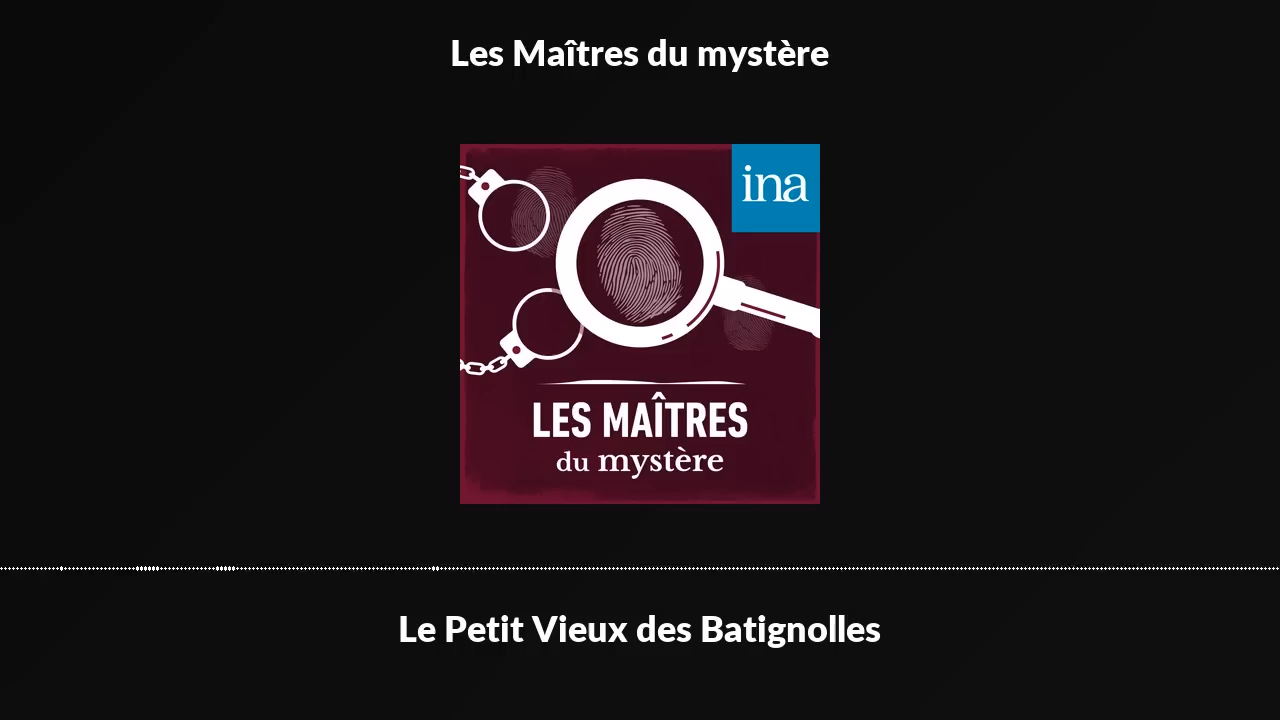 Les Maîtres du mystère
ina
LES MAÎTRES
du mystère
Le Petit Vieux des Batignolles